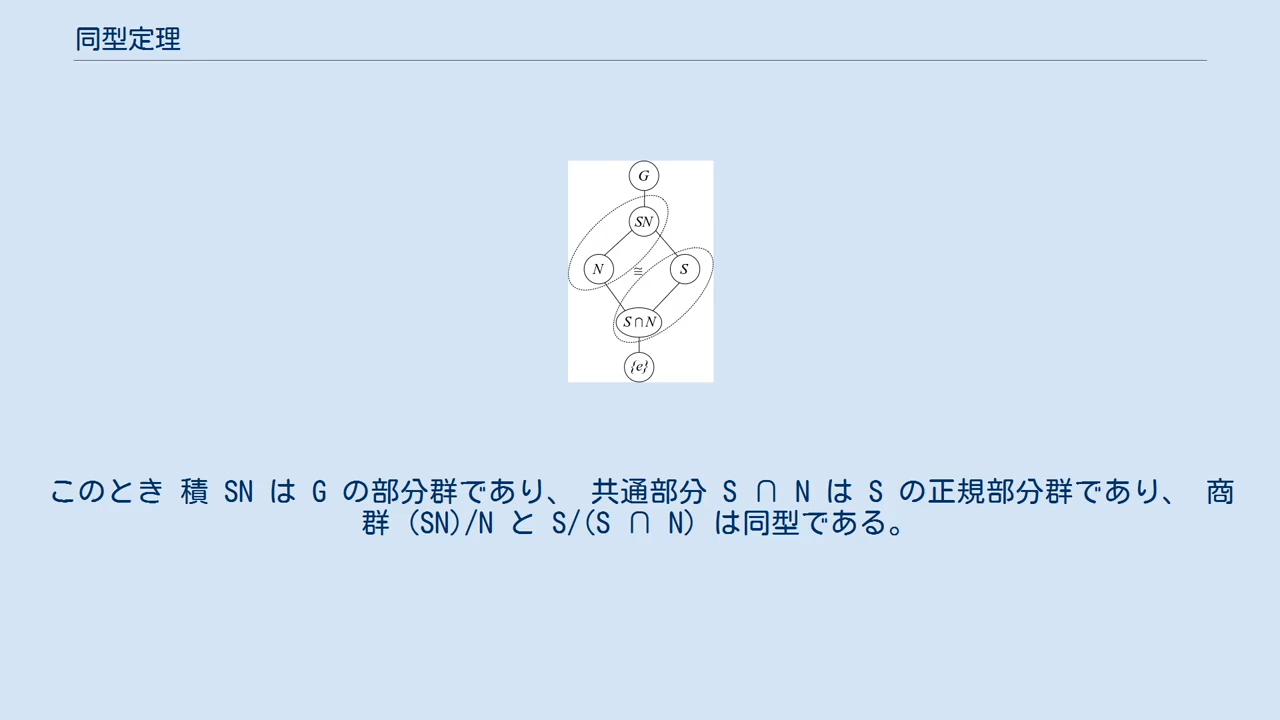 同型定理
G
SN
N ≅ S
S∩N
{e}
このとき 積 SN は G の部分群であり、 共通部分 S ∩ N は S の正規部分群であり、 商
群 (SN)/N と S/(S ∩ N) は同型である。